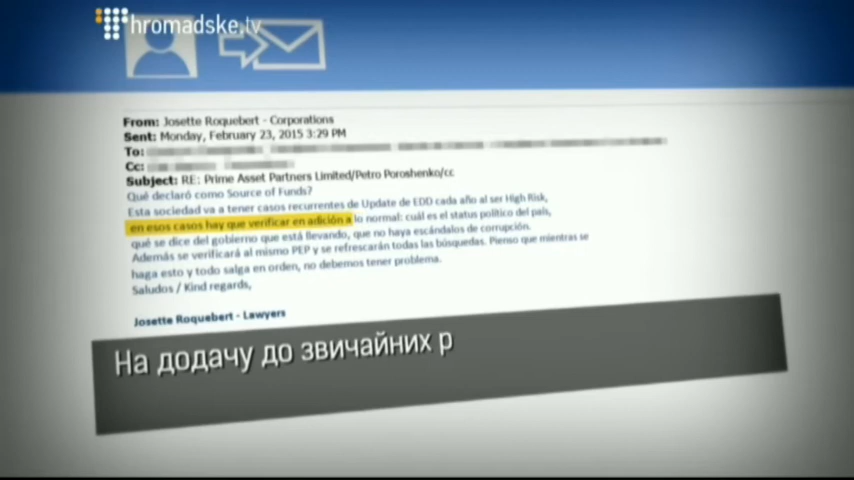 hromadske.tv
From: Josette Roquebert - Corporations
Sent: Monday, February 23, 2015 3:29 PM
To:
Cc:
Subject: RE: Prime Asset Partners Limited/Petro Poroshenko/cc
Qué declaró como Source of Funds?
Esta sociedad va a tener casos recurrentes de Update de EDD cada año al ser High Risk,
en esos casos hay que verificar en adición a lo normal: cuál es el status político del país,
qué se dice del gobierno que está llevando, que no haya escándalos de corrupción.
Además se verificará al mismo PEP y se refrescarán todas las búsquedas. Pienso que mientras se
haga esto y todo salga en orden, no debemos tener problema.
Saludos / Kind regards,
Josette Roquebert - Lawyers
На додачу до звичайних р